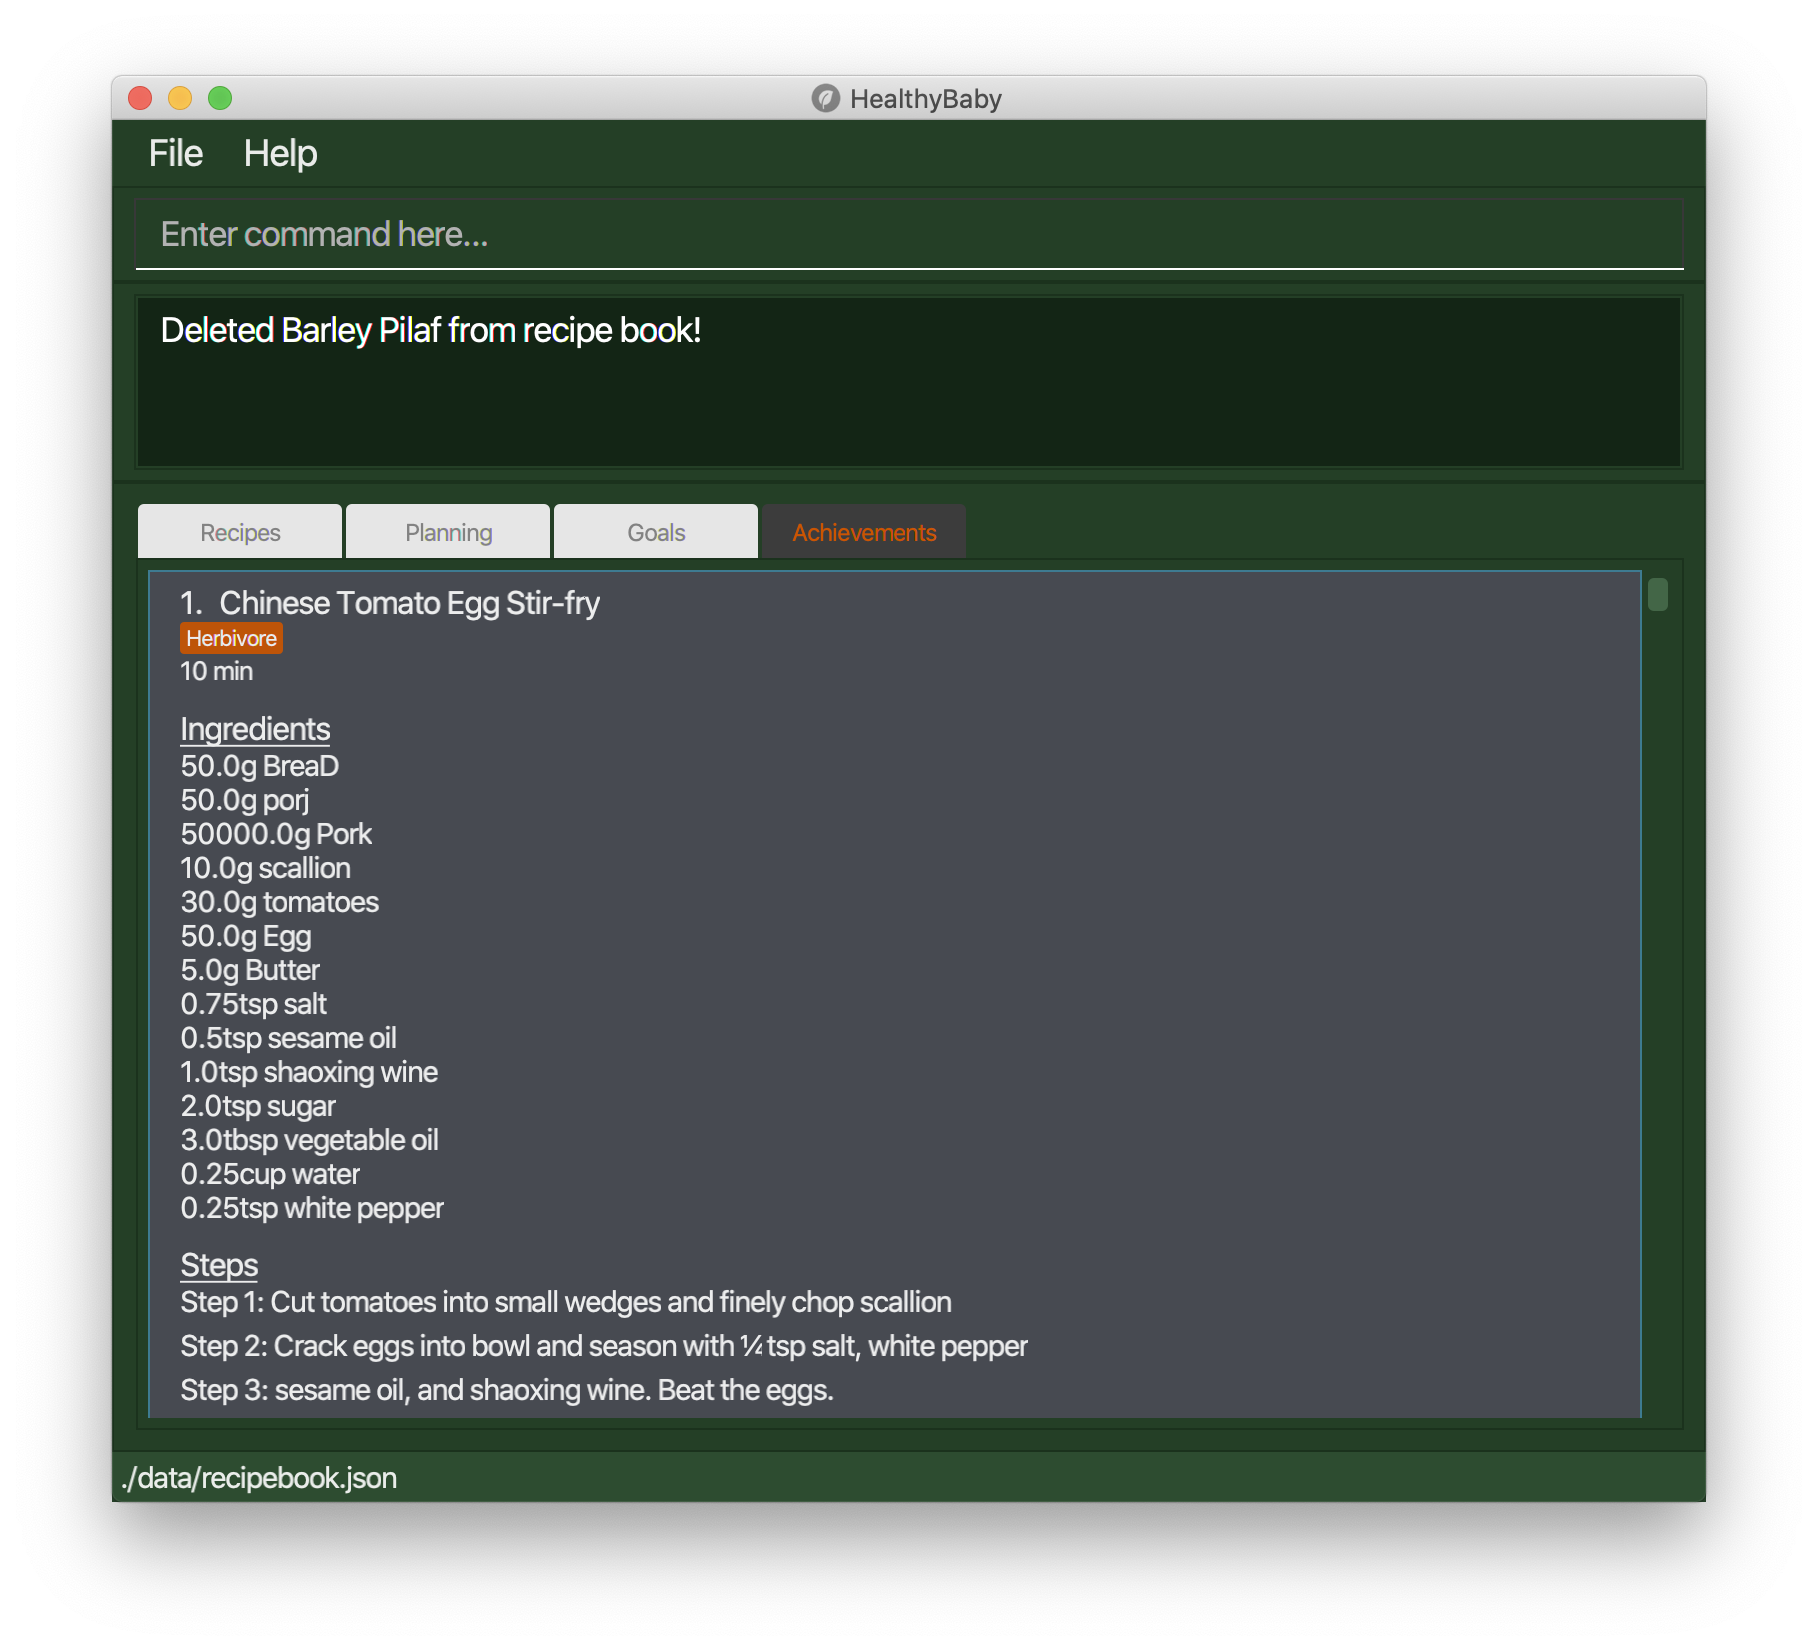 HealthyBaby
File Help
Enter command here...
Deleted Barley Pilaf from recipe book!
Recipes Planning Goals Achievements
1. Chinese Tomato Egg Stir-fry
Herbivore
10 min
Ingredients
50.0g BreaD
50.0g porj
50000.0g Pork
10.0g scallion
30.0g tomatoes
50.0g Egg
5.0g Butter
0.75tsp salt
0.5tsp sesame oil
1.0tsp shaoxing wine
2.0tsp sugar
3.0tbsp vegetable oil
0.25cup water
0.25tsp white pepper
Steps
Step 1: Cut tomatoes into small wedges and finely chop scallion
Step 2: Crack eggs into bowl and season with ¼ tsp salt, white pepper
Step 3: sesame oil, and shaoxing wine. Beat the eggs.
./data/recipebook.json